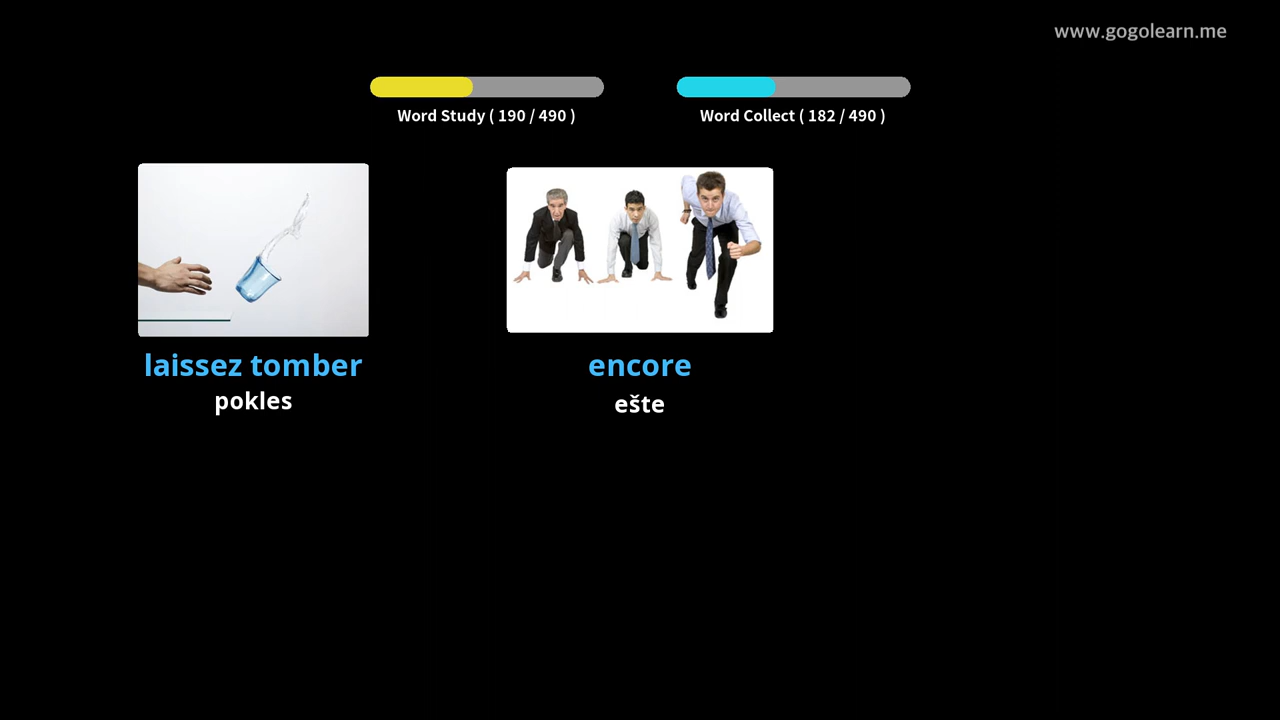 www.gogolearn.me
Word Study ( 190 / 490 )
Word Collect ( 182 / 490 )
laissez tomber
pokles
encore
ešte